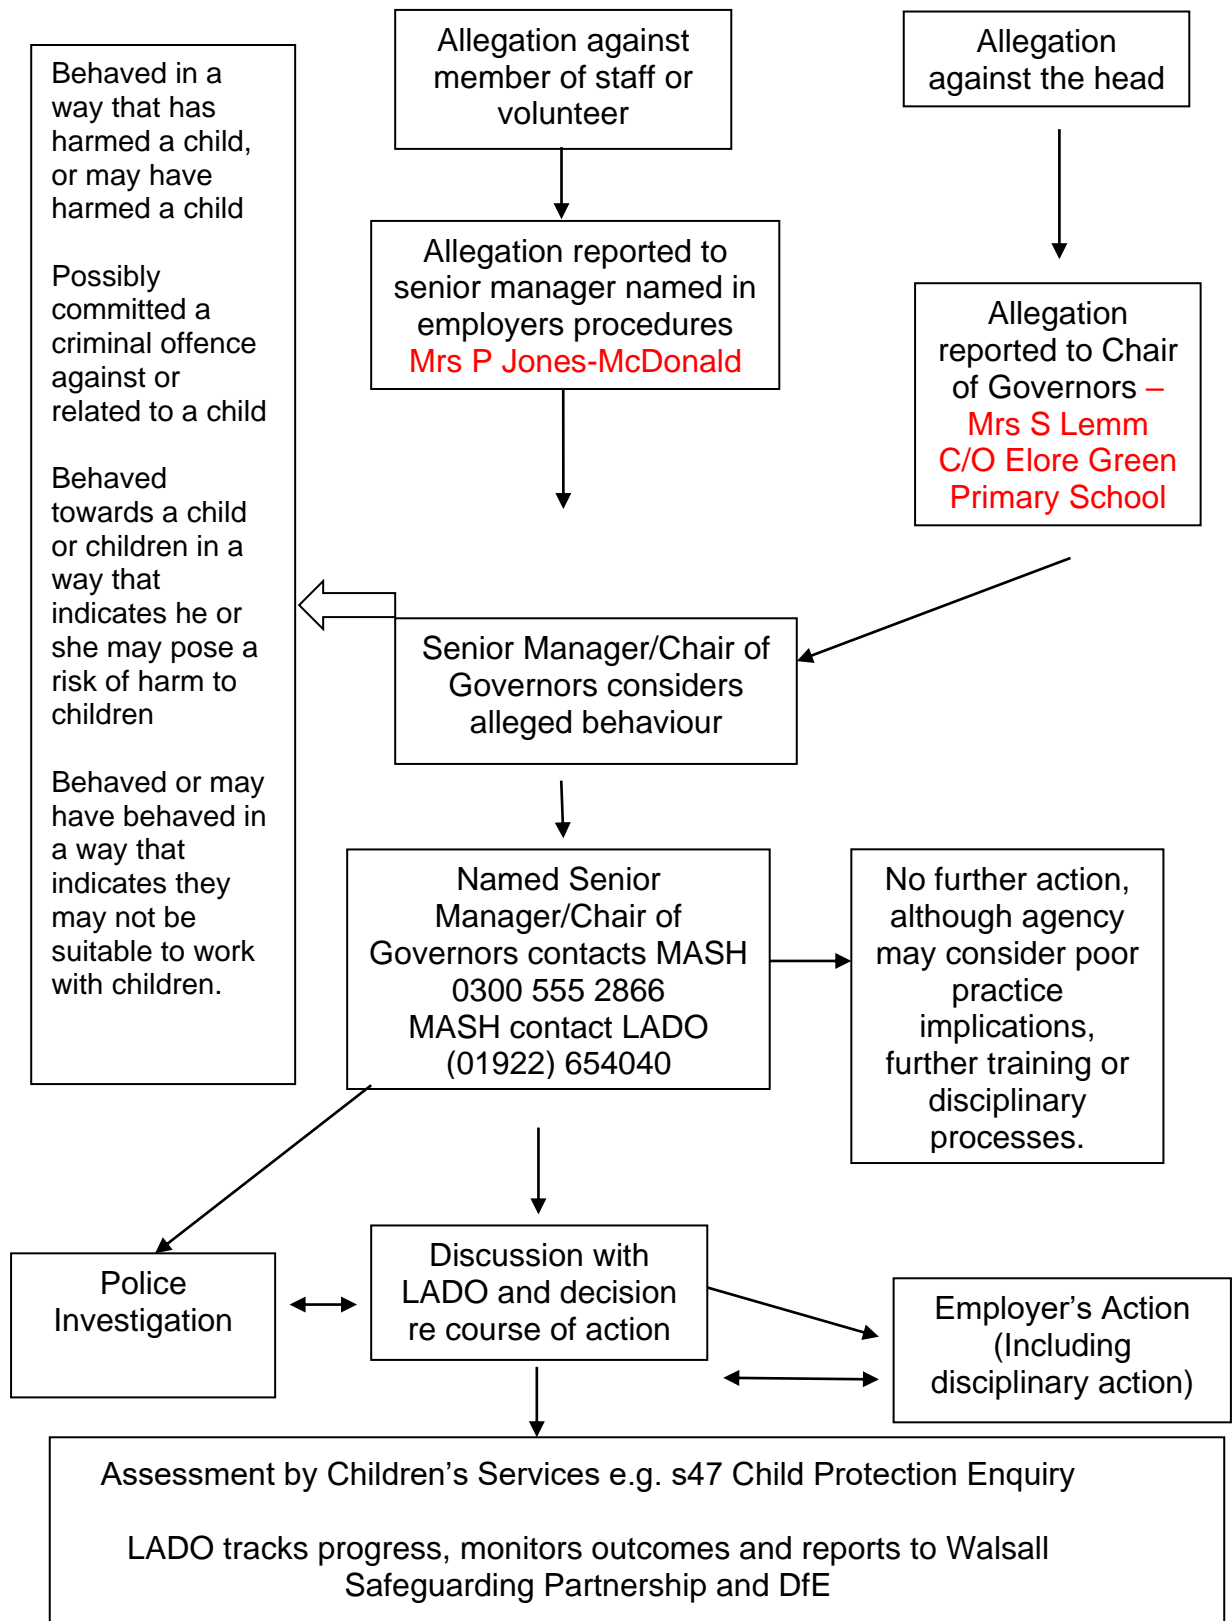 Allegation against
member of staff or
volunteer
Allegation
against the head
Behaved in a
way that has
harmed a child,
or may have
harmed a child
Possibly
committed a
criminal offence
against or
related to a child
Behaved
towards a child
or children in a
way that
indicates he or
she may pose a
risk of harm to
children
Behaved or may
have behaved in
a way that
indicates they
may not be
suitable to work
with children.
Allegation reported to
senior manager named in
employers procedures
Mrs P Jones-McDonald
Allegation
reported to Chair
of Governors –
Mrs S Lemm
C/O Elore Green
Primary School
Senior Manager/Chair of
Governors considers
alleged behaviour
Named Senior
Manager/Chair of
Governors contacts MASH
0300 555 2866
MASH contact LADO
(01922) 654040
No further action,
although agency
may consider poor
practice
implications,
further training or
disciplinary
processes.
Police
Investigation
Discussion with
LADO and decision
re course of action
Employer’s Action
(Including
disciplinary action)
Assessment by Children’s Services e.g. s47 Child Protection Enquiry
LADO tracks progress, monitors outcomes and reports to Walsall
Safeguarding Partnership and DfE